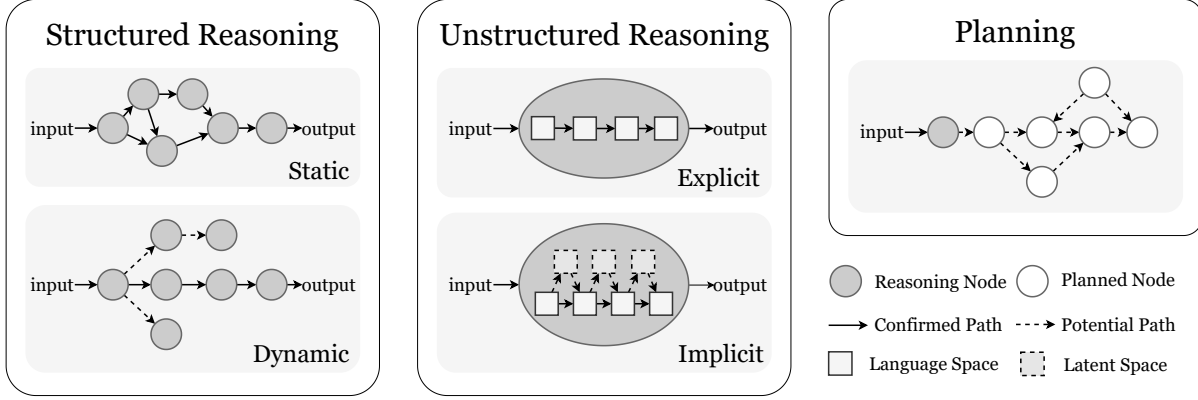 Structured Reasoning
input
output
Static
input
output
Dynamic
Unstructured Reasoning
input
output
Explicit
input
output
Implicit
Planning
input
Reasoning Node
Planned Node
Confirmed Path
Potential Path
Language Space
Latent Space